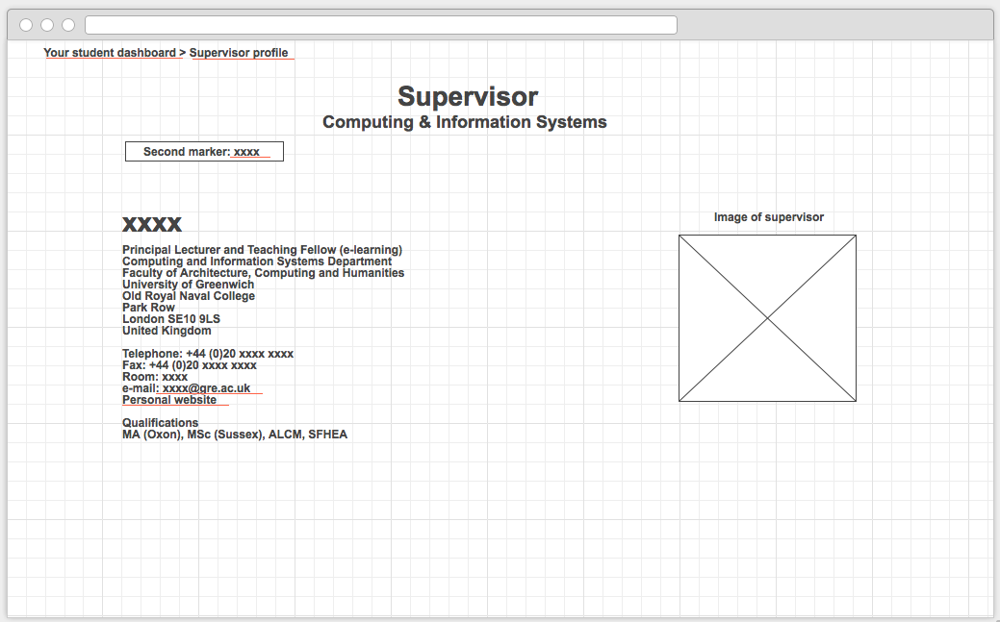 Your student dashboard > Supervisor profile
Supervisor
Computing & Information Systems
Second marker: xxxx
xxxx
Image of supervisor
Principal Lecturer and Teaching Fellow (e-learning)
Computing and Information Systems Department
Faculty of Architecture, Computing and Humanities
University of Greenwich
Old Royal Naval College
Park Row
London SE10 9LS
United Kingdom
Telephone: +44 (0)20 xxxx xxxx
Fax: +44 (0)20 xxxx xxxx
Room: xxxx
e-mail: xxxx@gre.ac.uk
Personal website
Qualifications
MA (Oxon), MSc (Sussex), ALCM, SFHEA